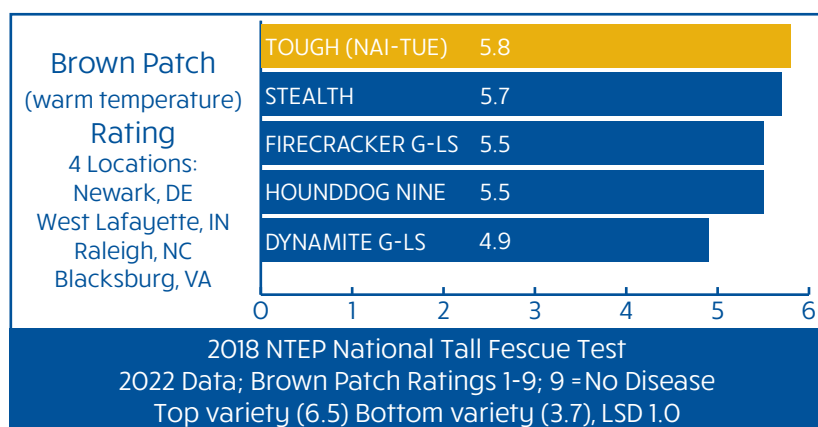 Brown Patch
(warm temperature)
Rating
4 Locations:
Newark, DE
West Lafayette, IN
Raleigh, NC
Blacksburg, VA
TOUGH (NAI-TUE) 5.8
STEALTH 5.7
FIRECRACKER G-LS 5.5
HOUNDDOG NINE 5.5
DYNAMITE G-LS 4.9
0 1 2 3 4 5 6
2018 NTEP National Tall Fescue Test
2022 Data; Brown Patch Ratings 1-9; 9 =No Disease
Top variety (6.5) Bottom variety (3.7), LSD 1.0